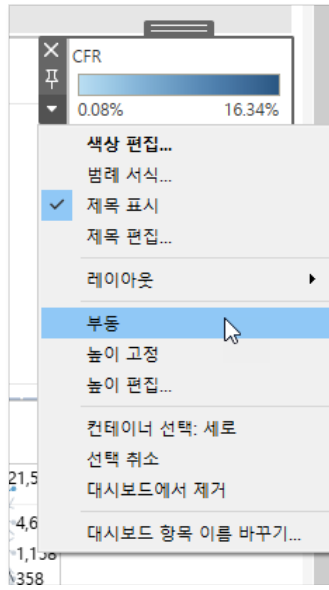 CFR
0.08% 16.34%
색상 편집...
범례 서식...
제목 표시
제목 편집...
레이아웃
부동
높이 고정
높이 편집...
컨테이너 선택: 세로
선택 취소
대시보드에서 제거
대시보드 항목 이름 바꾸기...
21,5
4,6
1,158
358